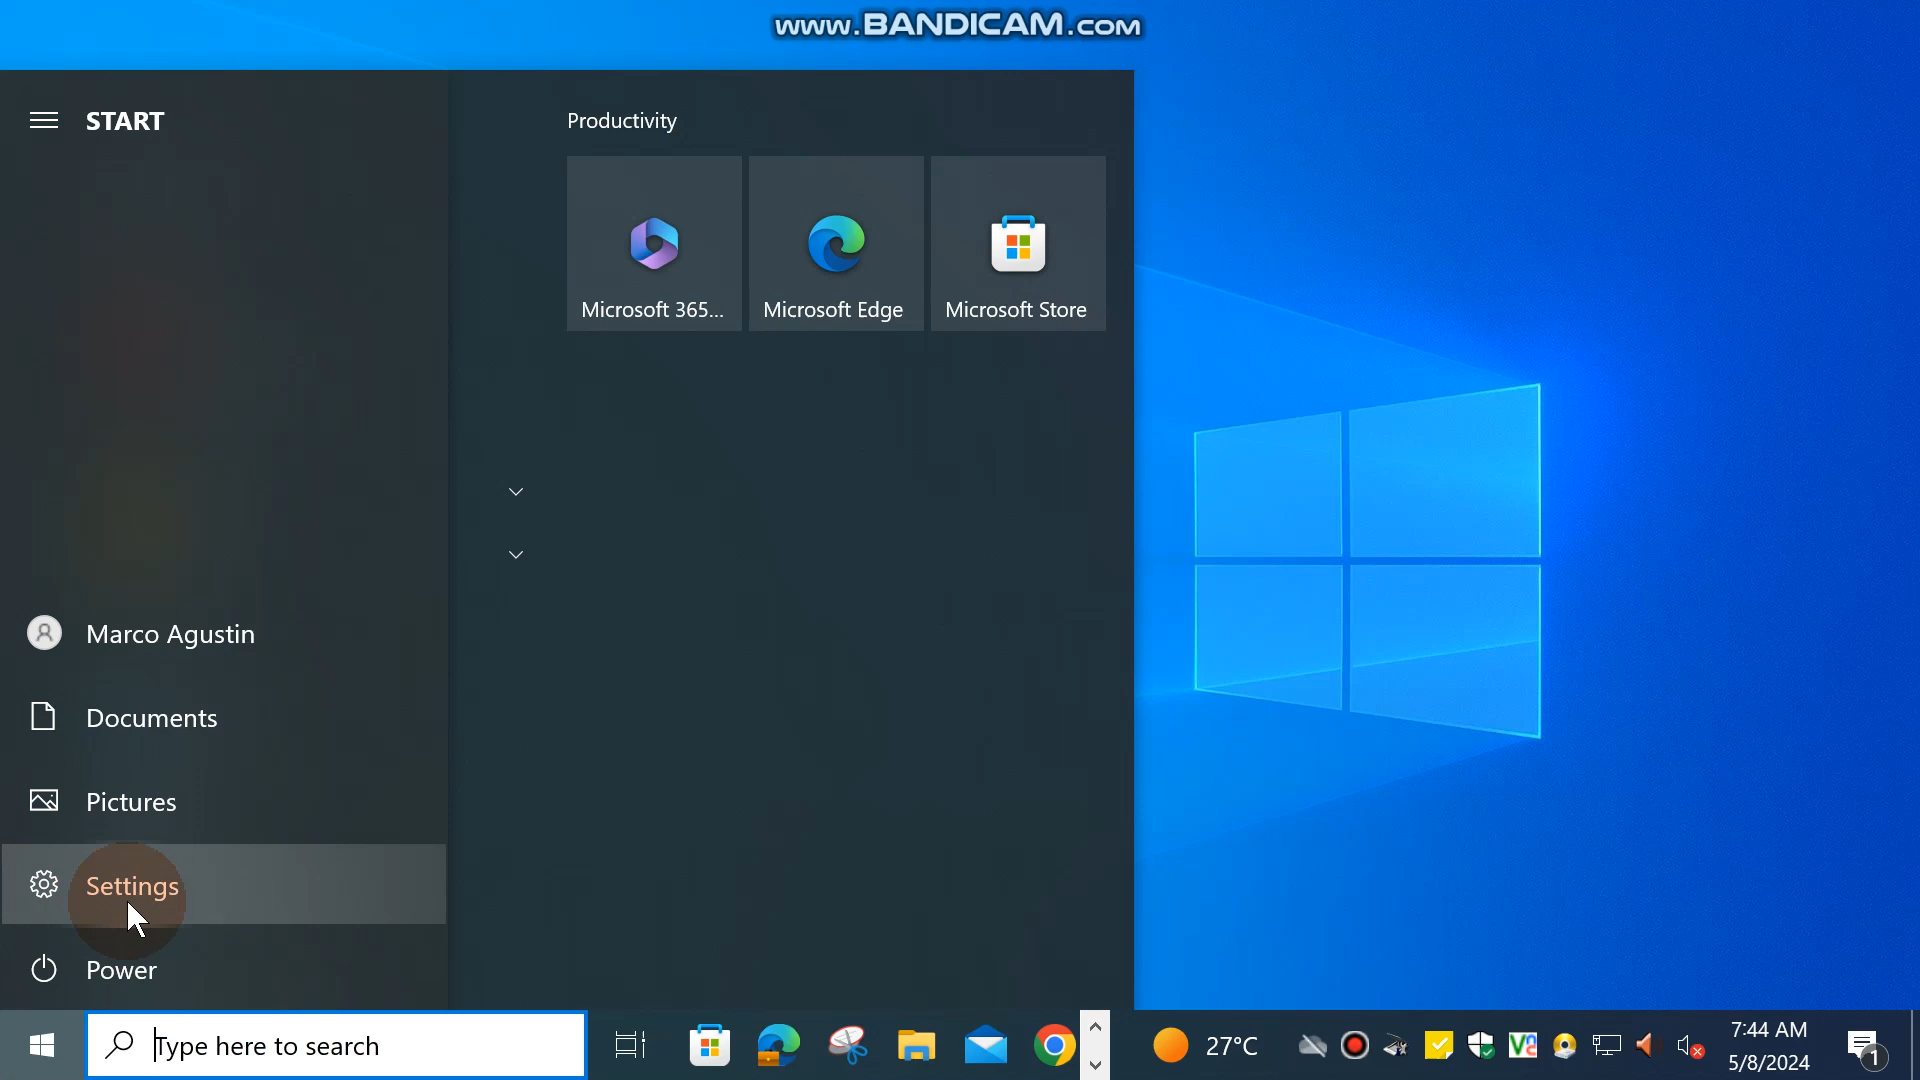 www.BANDICAM.com
START
Productivity
Microsoft 365...
Microsoft Edge
Microsoft Store
Marco Agustin
Documents
Pictures
Settings
Power
Type here to search
27°C
7:44 AM
5/8/2024
1